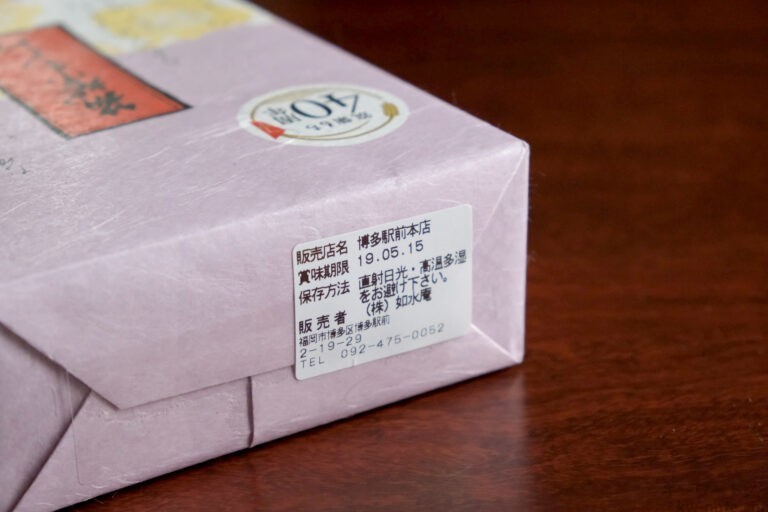 40
周年
販売店名 博多駅前本店
賞味期限 19.05.15
保存方法 直射日光・高温多湿
をお避け下さい。
販売者 (株)如水庵
福岡市博多区博多駅前
2-19-29
TEL 092-475-0052